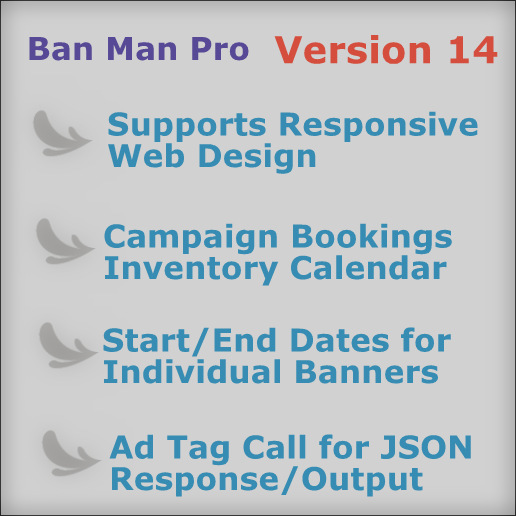 Ban Man Pro Version 14
Supports Responsive
Web Design
Campaign Bookings
Inventory Calendar
Start/End Dates for
Individual Banners
Ad Tag Call for JSON
Response/Output